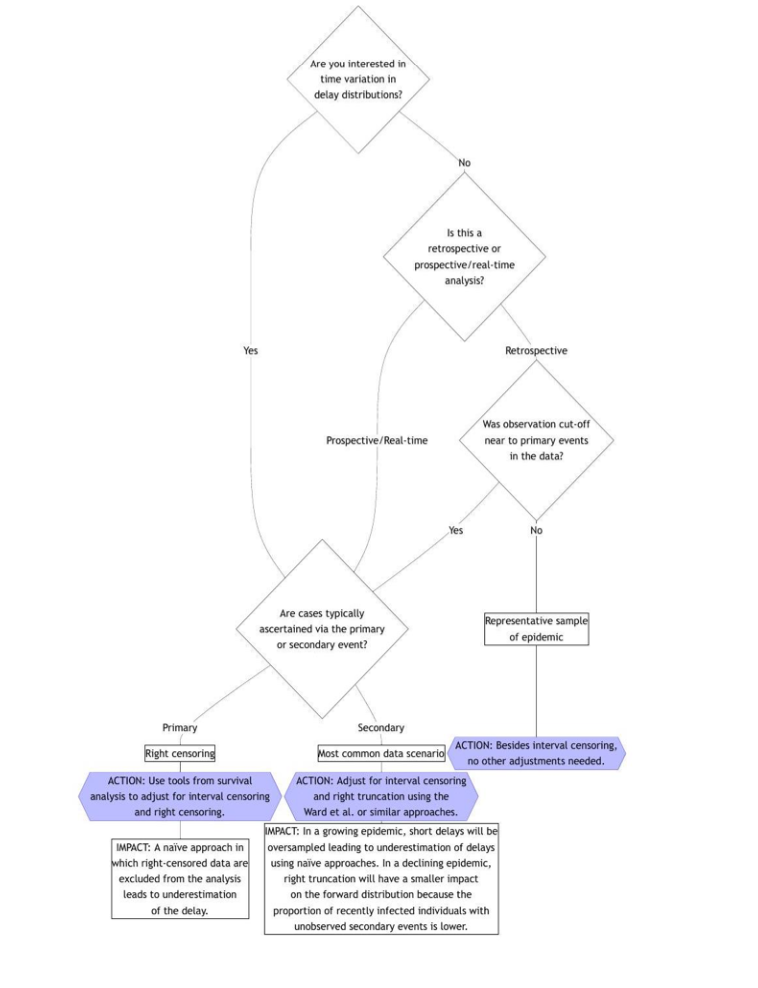 Are you interested in
time variation in
delay distributions?
No
Is this a
retrospective or
prospective/real-time
analysis?
Yes
Retrospective
Prospective/Real-time
Was observation cut-off
near to primary events
in the data?
Yes
No
Are cases typically
ascertained via the primary
or secondary event?
Representative sample
of epidemic
Primary
Secondary
Right censoring
Most common data scenario
ACTION: Besides interval censoring,
no other adjustments needed.
ACTION: Use tools from survival
analysis to adjust for interval censoring
and right censoring.
ACTION: Adjust for interval censoring
and right truncation using the
Ward et al. or similar approaches.
IMPACT: A naïve approach in
which right-censored data are
excluded from the analysis
leads to underestimation
of the delay.
IMPACT: In a growing epidemic, short delays will be
oversampled leading to underestimation of delays
using naïve approaches. In a declining epidemic,
right truncation will have a smaller impact
on the forward distribution because the
proportion of recently infected individuals with
unobserved secondary events is lower.